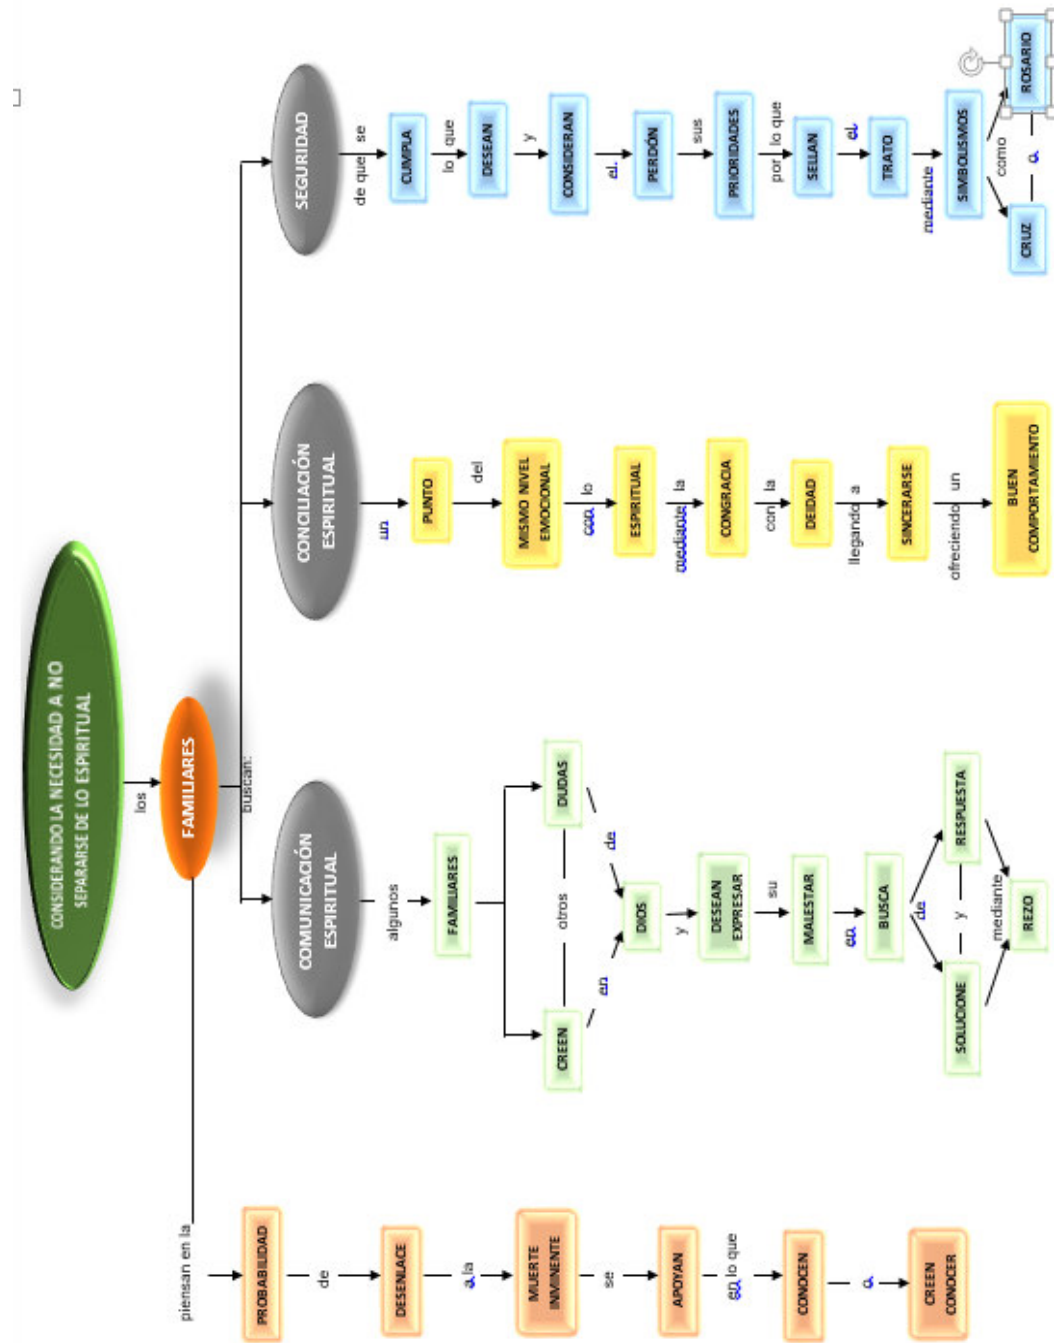 CONSIDERANDO LA NECESIDAD A NO
SEPARARSE DE LO ESPIRITUAL
los
FAMILIARES
piensan en la
PROBABILIDAD
de
DESENLACE
a la
MUERTE
INMINENTE
se
APOYAN
en lo que
CONOCEN
o
CREEN
CONOCER
buscan:
COMUNICACIÓN
ESPIRITUAL
algunos
FAMILIARES
CREEN
otros
DUDAS
en
de
DIOS
y
DESEAN
EXPRESAR
su
MALESTAR
en
BUSCA
de
SOLUCIONE
y
RESPUESTA
mediante
REZO
CONCILIACIÓN
ESPIRITUAL
un
PUNTO
del
MISMO NIVEL
EMOCIONAL
con lo
ESPIRITUAL
mediante la
CONGRACIA
con la
DEIDAD
llegando a
SINCERARSE
ofreciendo un
BUEN
COMPORTAMIENTO
SEGURIDAD
de que se
CUMPLA
lo que
DESEAN
y
CONSIDERAN
el
PERDÓN
sus
PRIORIDADES
por lo que
SELLAN
el
TRATO
mediante
SIMBOLISMOS
como
CRUZ
o
ROSARIO